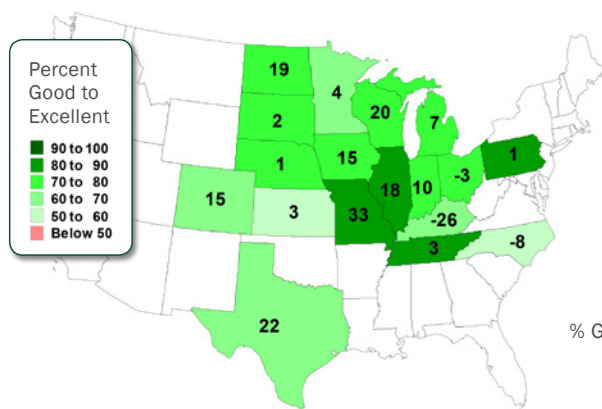 Percent
Good to
Excellent
90 to 100
80 to 90
70 to 80
60 to 70
50 to 60
Below 50
19
4
2
20
7
1
15
1
15
3
33
18
10
-3
-26
3
-8
22
% G